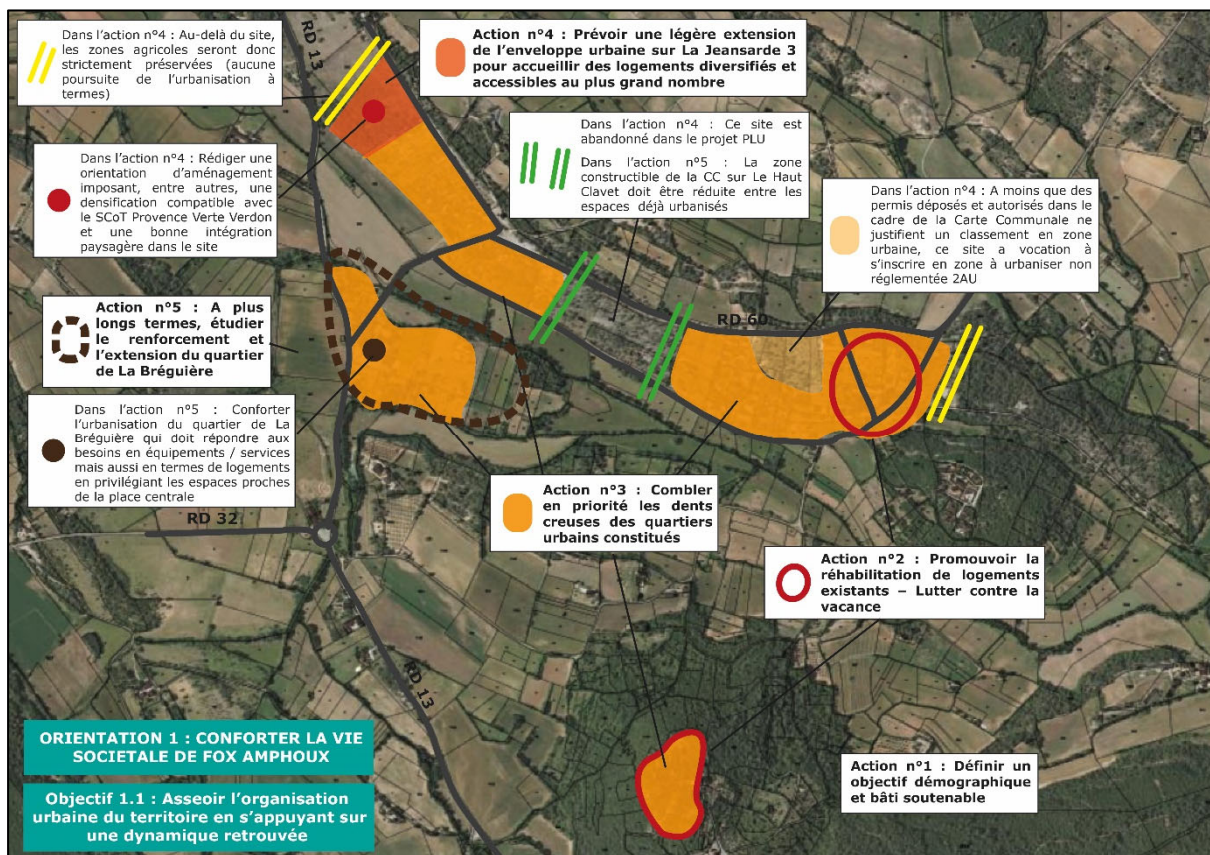 Dans l'action n°4 : Au-delà du site,
les zones agricoles seront donc
strictement préservées (aucune
poursuite de l'urbanisation à
termes)
RD 13
Action n°4 : Prévoir une légère extension
de l'enveloppe urbaine sur La Jeansarde 3
pour accueillir des logements diversifiés et
accessibles au plus grand nombre
Dans l'action n°4 : Ce site est
abandonné dans le projet PLU
Dans l'action n°5 : La zone
constructible de la CC sur Le Haut
Clavet doit être réduite entre les
espaces déjà urbanisés
Dans l'action n°4 : Rédiger une
orientation d'aménagement
imposant, entre autres, une
densification compatible avec
le SCoT Provence Verte Verdon
et une bonne intégration
paysagère dans le site
Dans l'action n°4 : A moins que des
permis déposés et autorisés dans le
cadre de la Carte Communale ne
justifient un classement en zone
urbaine, ce site a vocation à
s'inscrire en zone à urbaniser non
réglementée 2AU
Action n°5 : A plus
longs termes, étudier
le renforcement et
l'extension du quartier
de La Bréguière
RD 60
Dans l'action n°5 : Conforter
l'urbanisation du quartier de La
Bréguière qui doit répondre aux
besoins en équipements / services
mais aussi en termes de logements
en privilégiant les espaces proches
de la place centrale
Action n°3 : Combler
en priorité les dents
creuses des quartiers
urbains constitués
RD 32
Action n°2 : Promouvoir la
réhabilitation de logements
existants – Lutter contre la
vacance
RD 13
ORIENTATION 1 : CONFORTER LA VIE
SOCIETALE DE FOX AMPHOUX
Objectif 1.1 : Asseoir l'organisation
urbaine du territoire en s'appuyant sur
une dynamique retrouvée
Action n°1 : Définir un
objectif démographique
et bâti soutenable